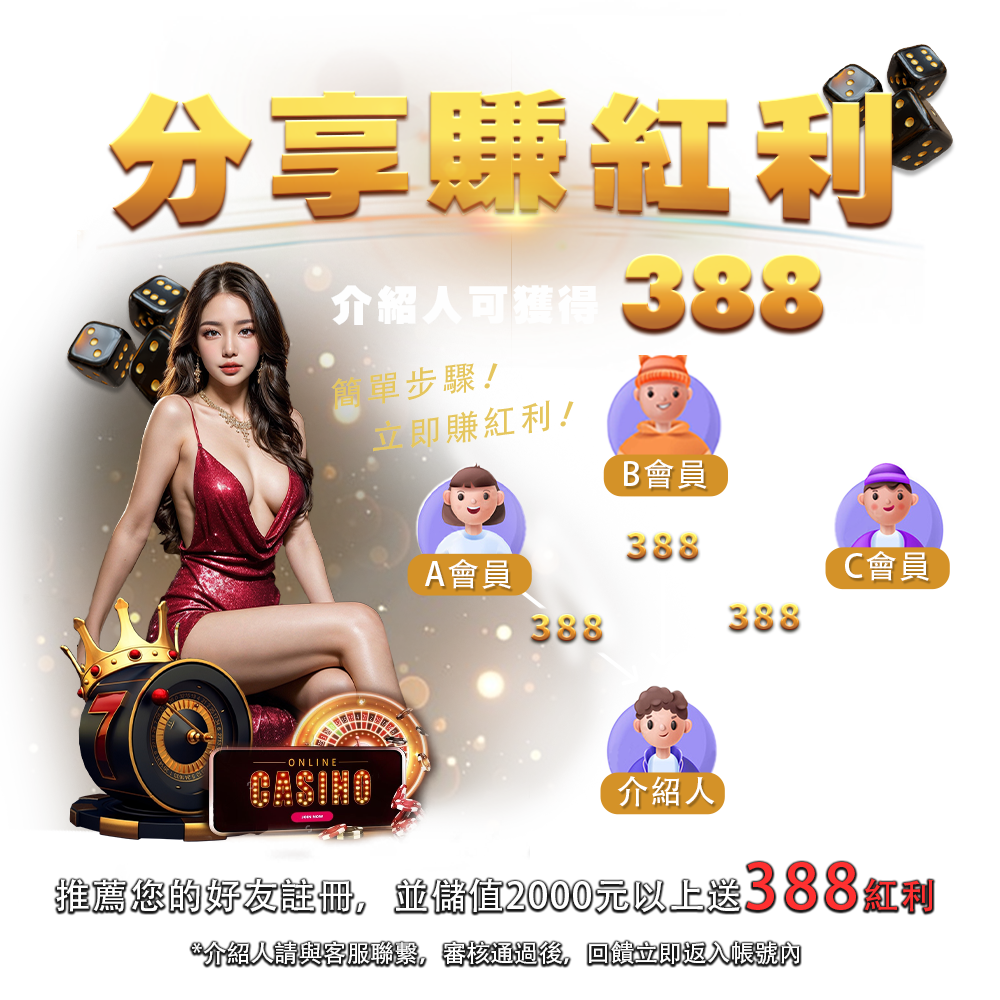 分享賺紅利
介紹人可獲得 388
簡單步驟！
立即賺紅利！
B會員
A會員
C會員
388
388
388
介紹人
7
ONLINE
CASINO
JOIN NOW
推薦您的好友註冊，並儲值2000元以上送388紅利
*介紹人請與客服聯繫，審核通過後，回饋立即返入帳號內